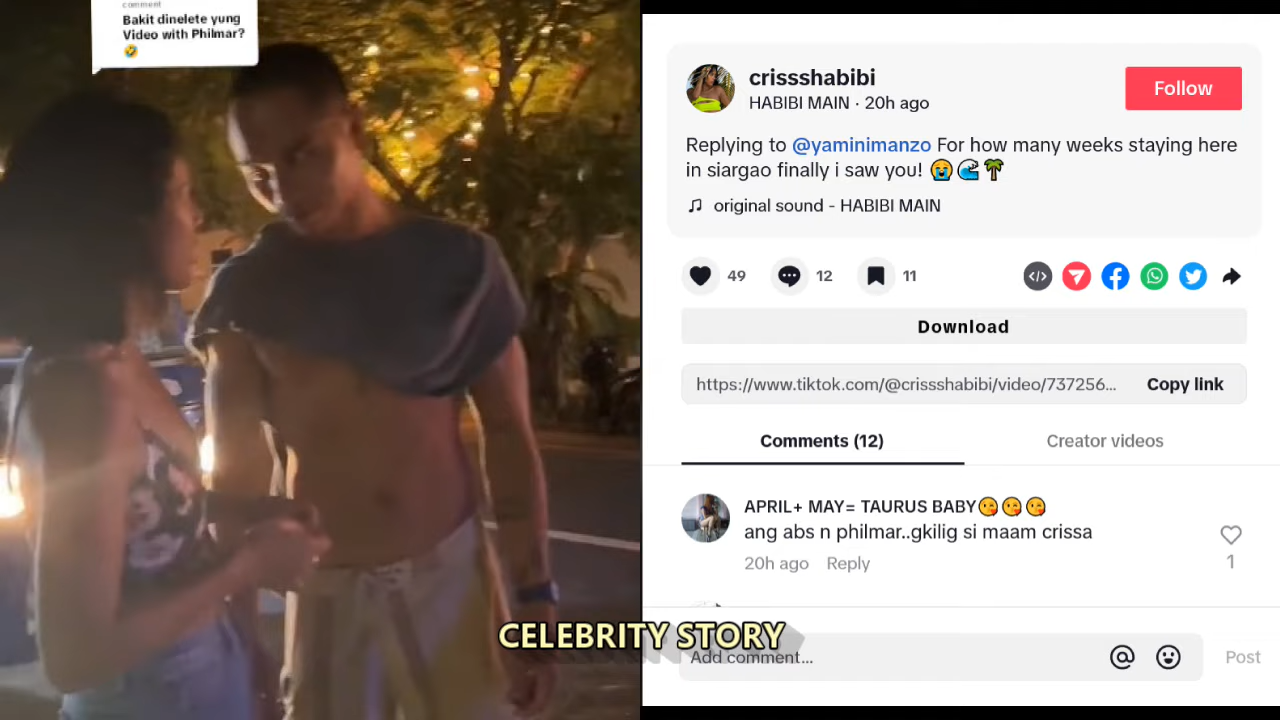 comment
Bakit dinelete yung
Video with Philmar?
🤣
crissshabibi
HABIBI MAIN · 20h ago
Follow
Replying to @yaminimanzo For how many weeks staying here
in siargao finally i saw you! 😭🌊🌴
original sound - HABIBI MAIN
49
12
11
Download
https://www.tiktok.com/@crissshabibi/video/737256...
Copy link
Comments (12)
Creator videos
APRIL+ MAY= TAURUS BABY😋😋😋
ang abs n philmar..gkilig si maam crissa
20h ago
Reply
1
CELEBRITY STORY
Add comment...
Post